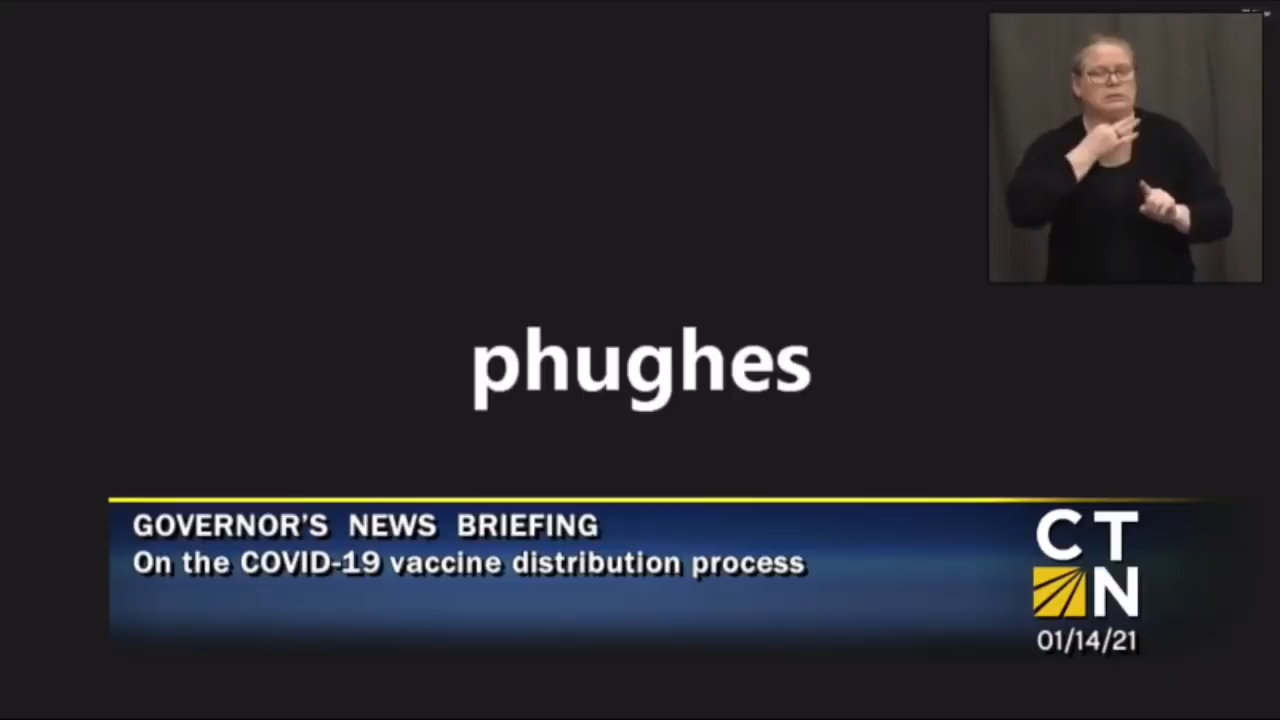 phughes
GOVERNOR'S NEWS BRIEFING
On the COVID-19 vaccine distribution process
CT
N
01/14/21